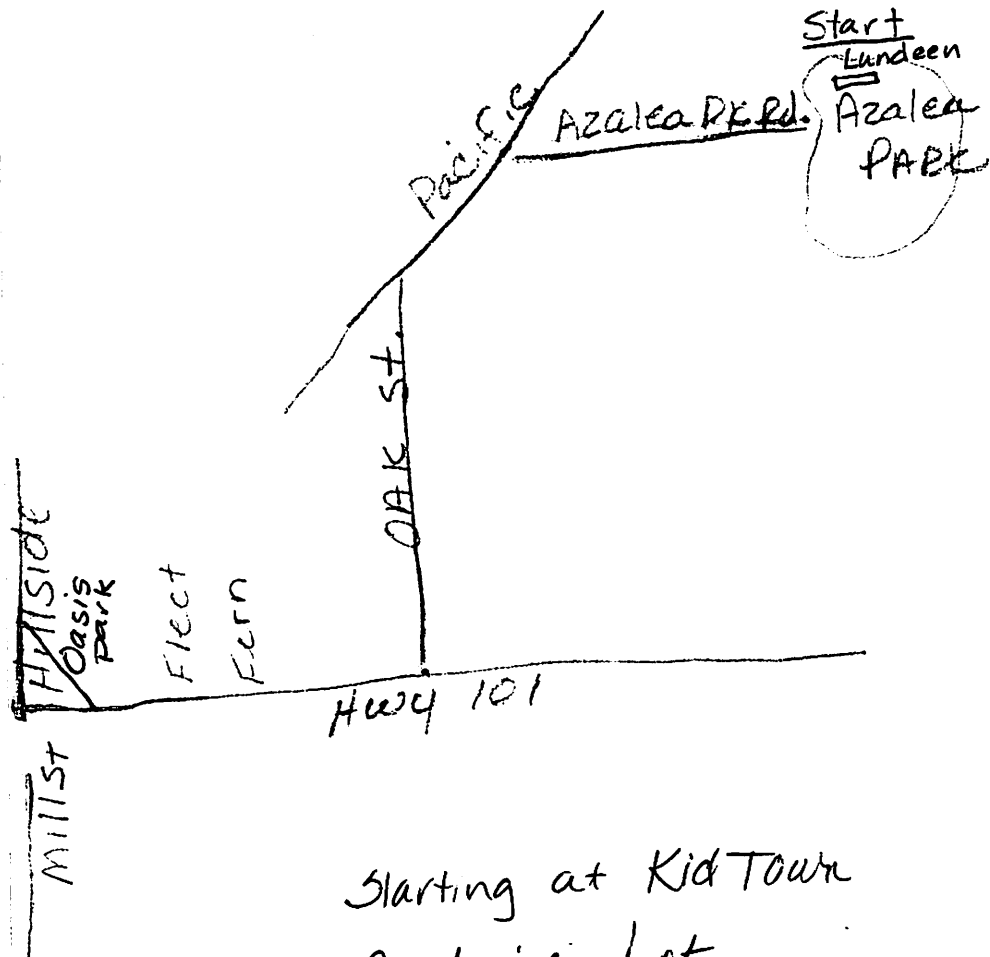 Start
Lundeen
Azalea PK Rd.
Azalea
PARK
Pacific
OAK St.
Hillside
Oasis
Park
Flect
Fern
Hwy 101
Mill St
Starting at Kid Town
Parking Lot